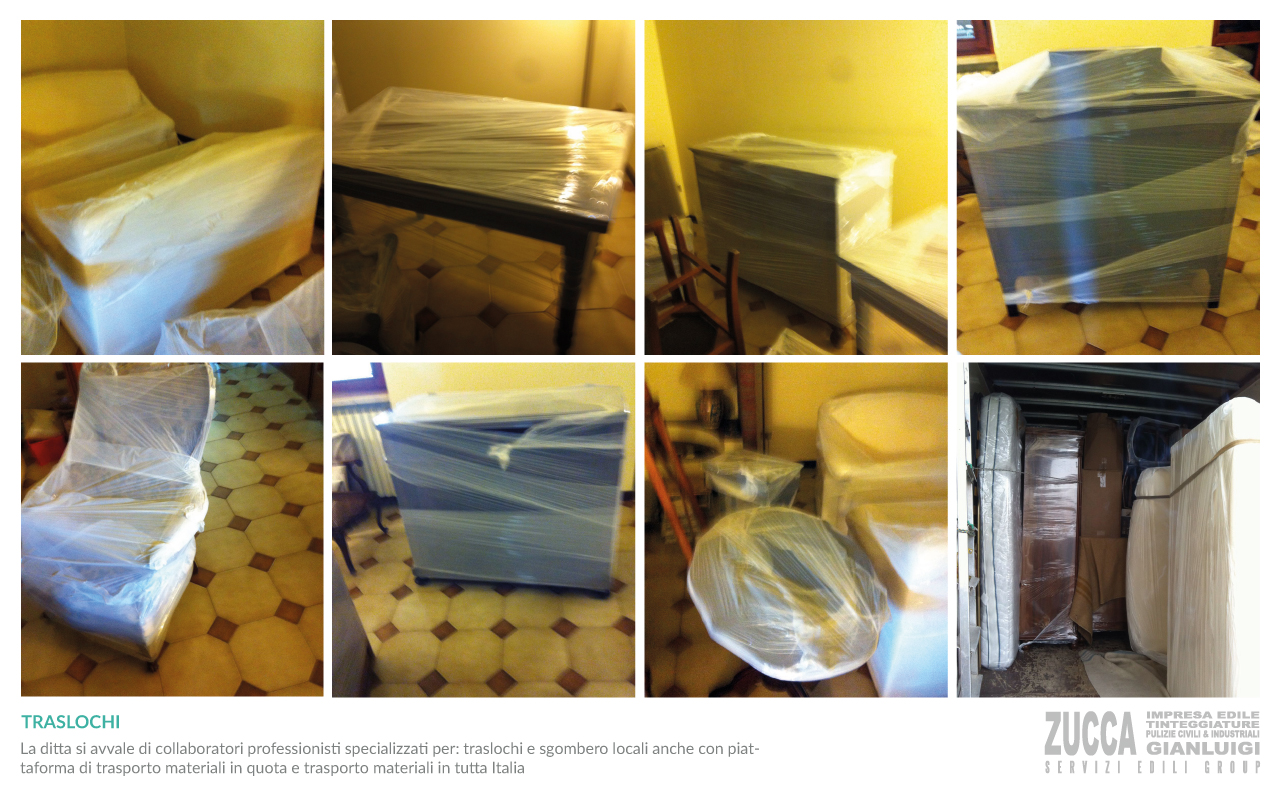 TRASLOCHI
La ditta si avvale di collaboratori professionisti specializzati per: traslochi e sgombero locali anche con piat-
taforma di trasporto materiali in quota e trasporto materiali in tutta Italia
ZUCCA
IMPRESA EDILE
TINTEGGIATURE
PULIZIE CIVILI & INDUSTRIALI
GIANLUIGI
SERVIZI EDILI GROUP